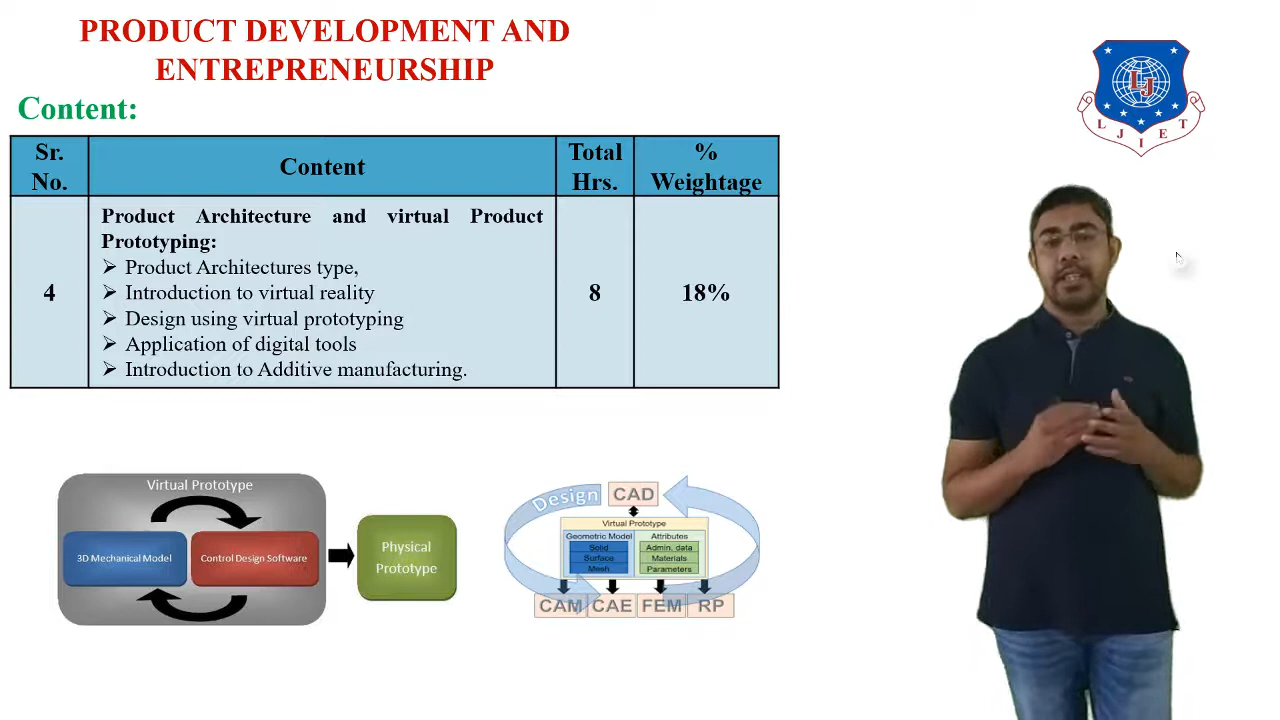 PRODUCT DEVELOPMENT AND
ENTREPRENEURSHIP
Content:
Sr.
No.
Content
Total
Hrs.
%
Weightage
4
Product Architecture and virtual Product
Prototyping:
➢ Product Architectures type,
➢ Introduction to virtual reality
➢ Design using virtual prototyping
➢ Application of digital tools
➢ Introduction to Additive manufacturing.
8
18%
LJ
L J I E T
Virtual Prototype
3D Mechanical Model
Control Design Software
Physical
Prototype
Design
CAD
Virtual Prototype
Geometric Model
Attributes
Solid
Admin. data
Surface
Materials
Mesh
Parameters
CAM
CAE
FEM
RP